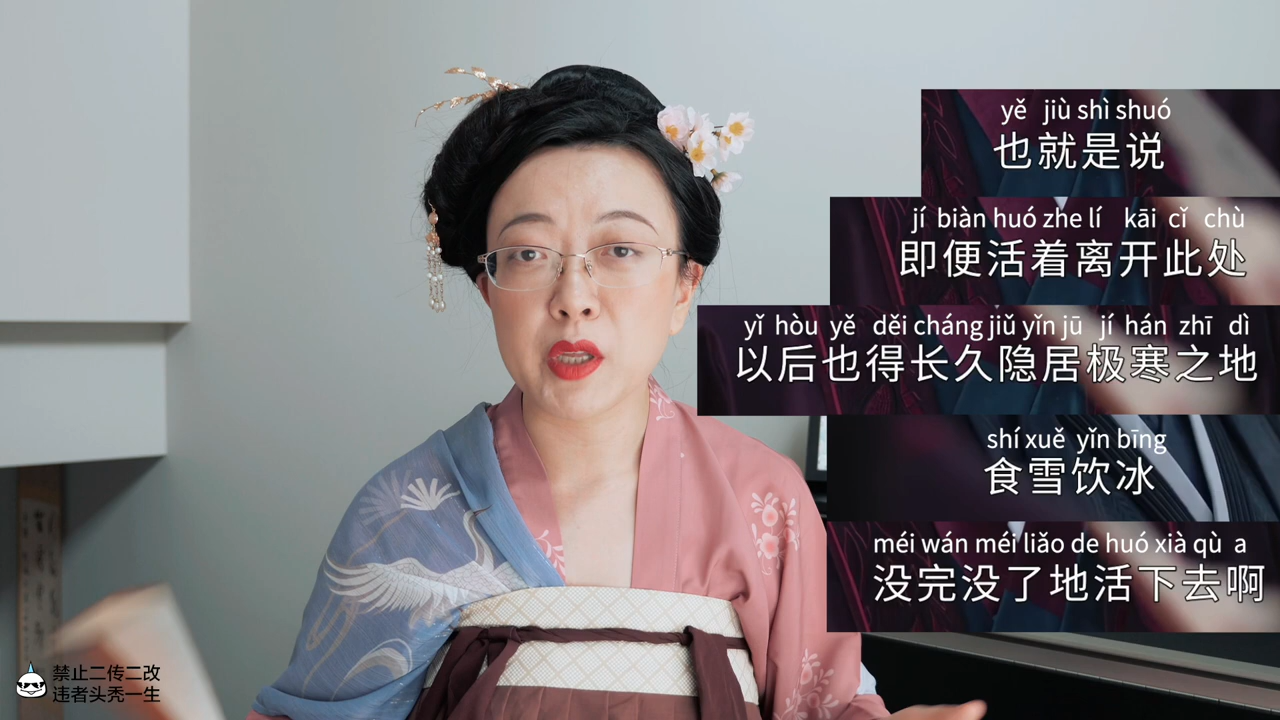 yě jiù shì shuó
也就是说
jí biàn huó zhe lí kāi cǐ chù
即便活着离开此处
yǐ hòu yě děi cháng jiǔ yǐn jū jí hán zhī dì
以后也得长久隐居极寒之地
shí xuě yǐn bīng
食雪饮冰
méi wán méi liǎo de huó xià qù a
没完没了地活下去啊
禁止二传二改
违者头秃一生